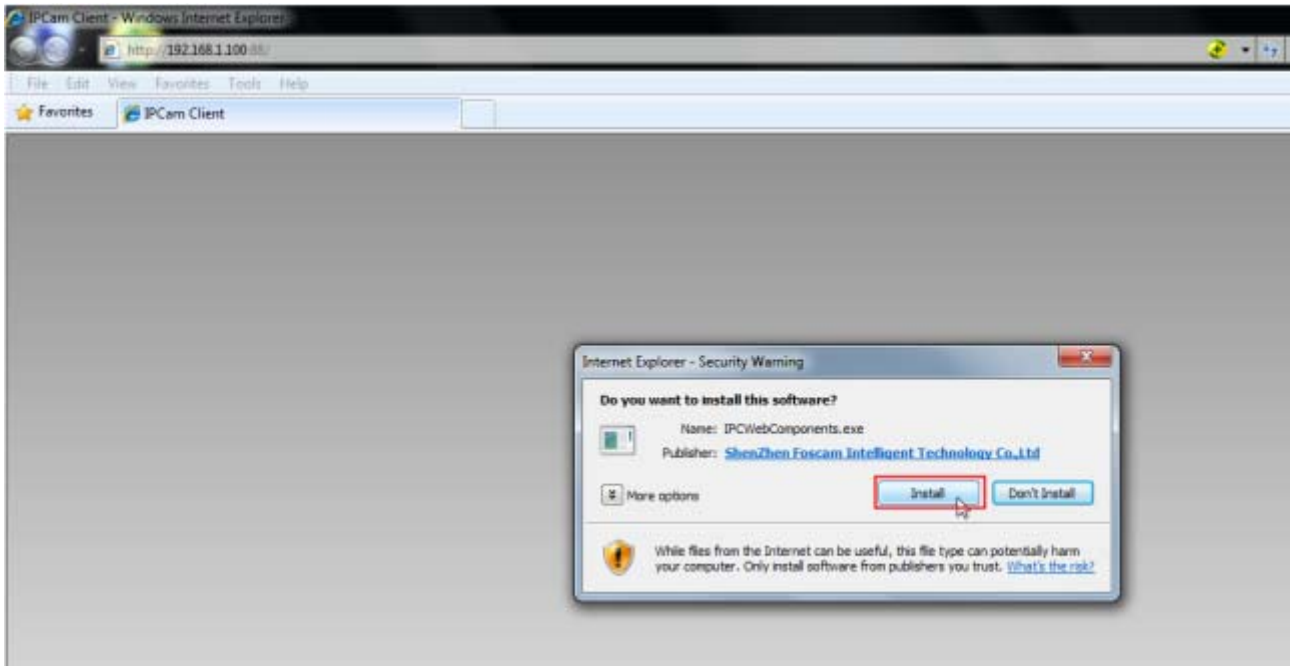 IPCam Client - Windows Internet Explorer
http://192.168.1.100:88/
File Edit View Favorites Tools Help
Favorites
IPCam Client
Internet Explorer - Security Warning
Do you want to install this software?
Name: IPCWebComponents.exe
Publisher: ShenZhen Foscam Intelligent Technology Co.,Ltd
More options
Install
Don't Install
While files from the Internet can be useful, this file type can potentially harm
your computer. Only install software from publishers you trust. What's the risk?